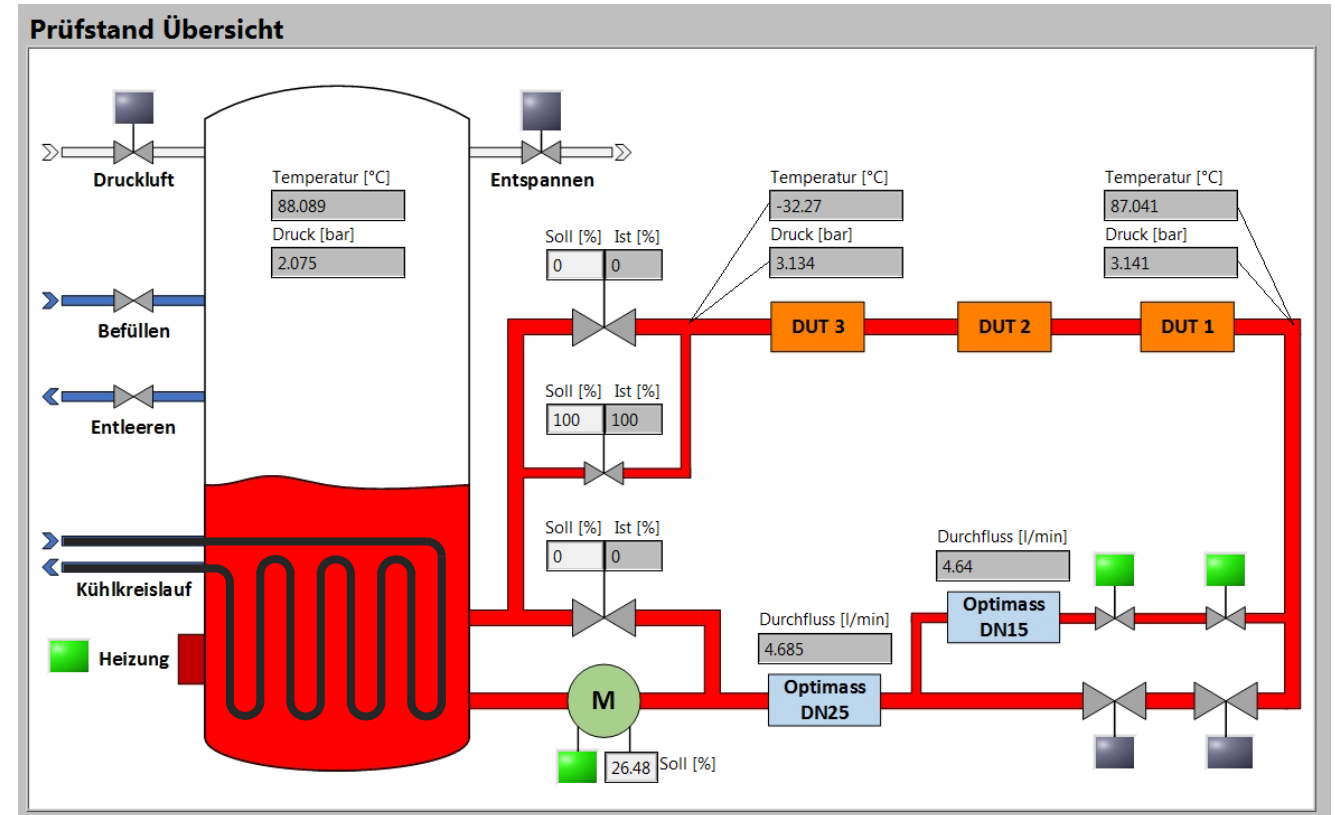 Prüfstand Übersicht
Druckluft
Entspannen
Temperatur [°C]
88.089
Druck [bar]
2.075
Temperatur [°C]
-32.27
Druck [bar]
3.134
Temperatur [°C]
87.041
Druck [bar]
3.141
Soll [%] Ist [%]
0 0
Befüllen
DUT 3
DUT 2
DUT 1
Entleeren
Soll [%] Ist [%]
100 100
Soll [%] Ist [%]
0 0
Kühlkreislauf
Heizung
Durchfluss [l/min]
4.64
Optimass
DN15
Durchfluss [l/min]
4.685
Optimass
DN25
M
26.48 Soll [%]